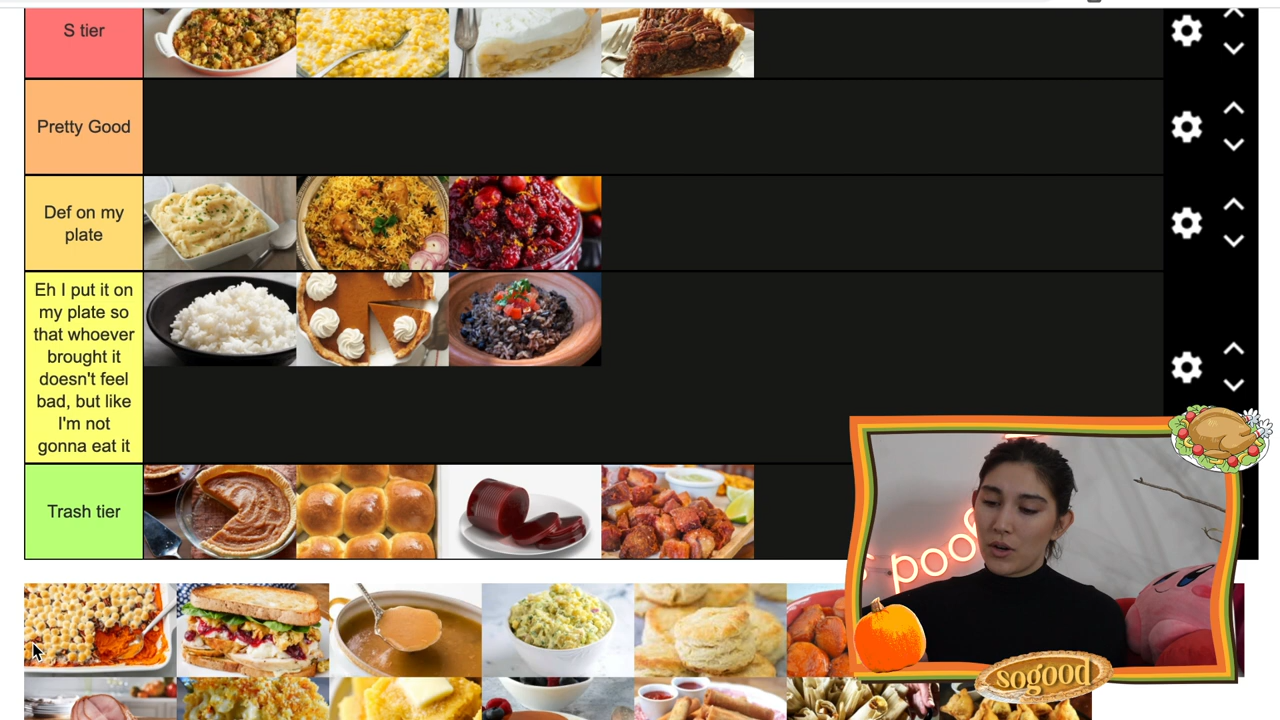 S tier
Pretty Good
Def on my
plate
Eh I put it on
my plate so
that whoever
brought it
doesn't feel
bad, but like
I'm not
gonna eat it
Trash tier
spoo
sogood